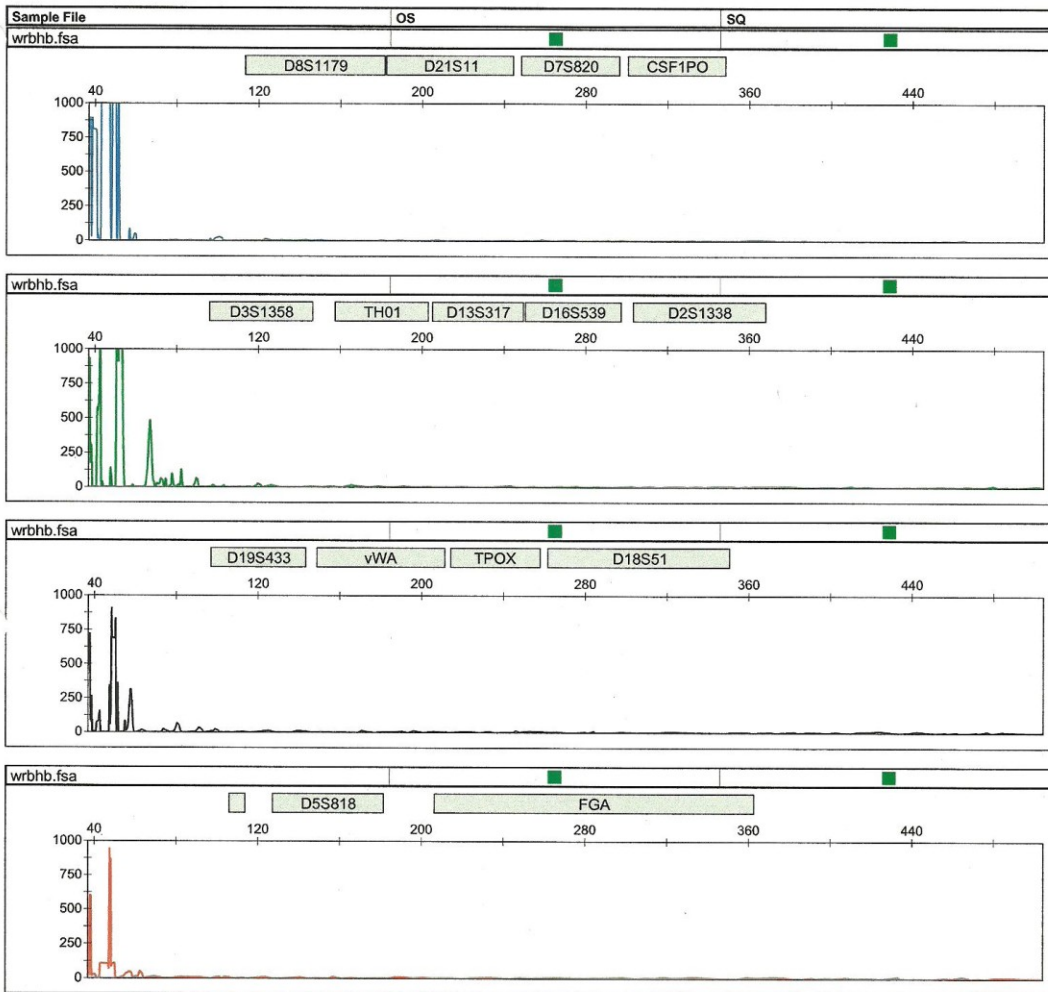 Sample File OS SQ
wrbhb.fsa
D8S1179 D21S11 D7S820 CSF1PO
40 120 200 280 360 440
1000
750
500
250
0
wrbhb.fsa
D3S1358 TH01 D13S317 D16S539 D2S1338
40 120 200 280 360 440
1000
750
500
250
0
wrbhb.fsa
D19S433 vWA TPOX D18S51
40 120 200 280 360 440
1000
750
500
250
0
wrbhb.fsa
D5S818 FGA
40 120 200 280 360 440
1000
750
500
250
0